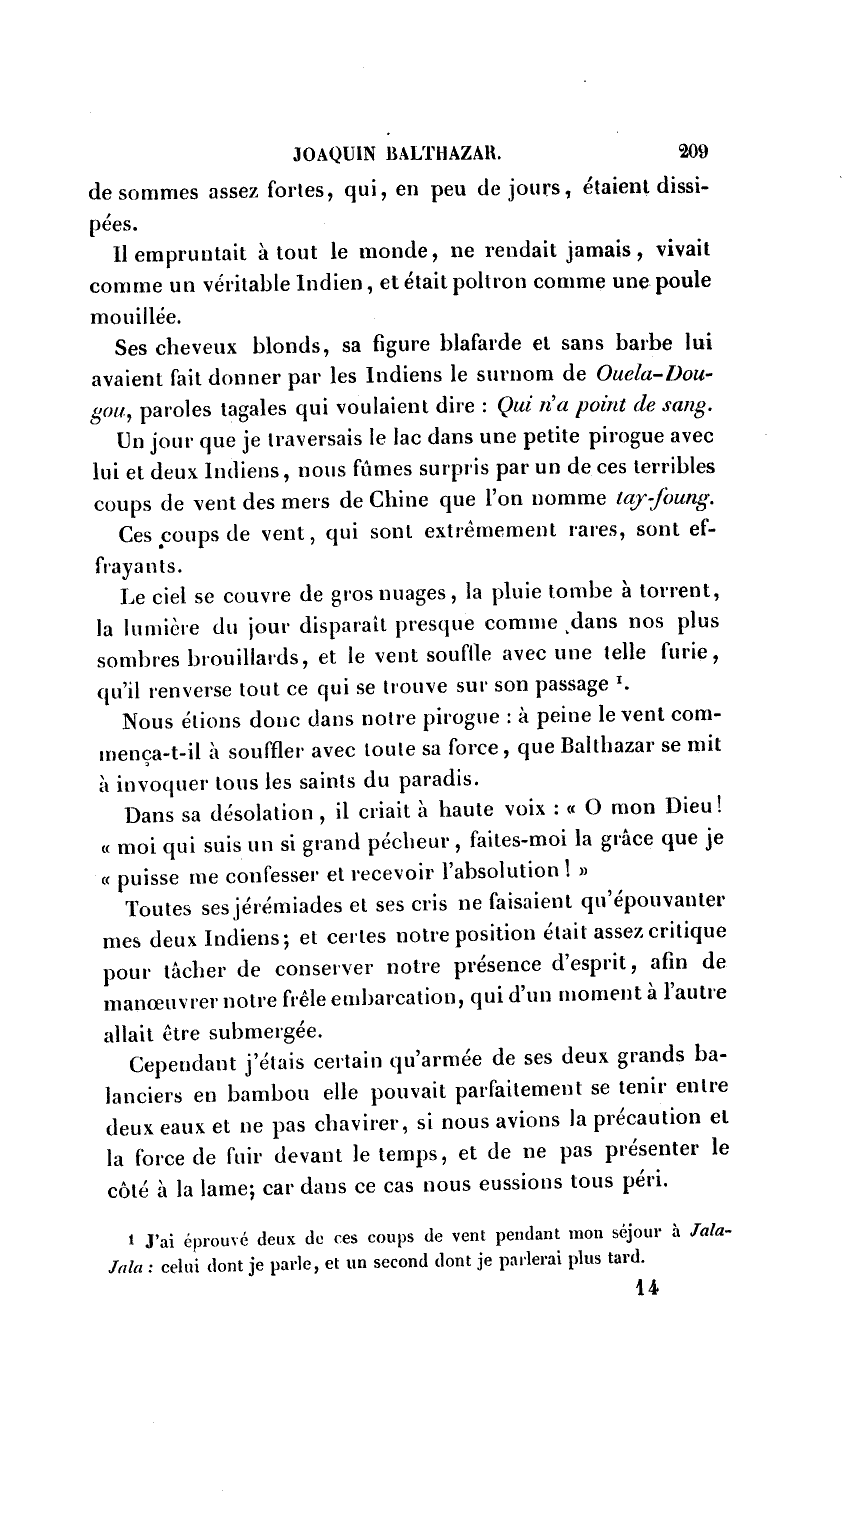 JOAQUIN BALTHAZAR. 209
de sommes assez fortes, qui, en peu de jours, étaient dissi-
pées.
Il empruntait à tout le monde, ne rendait jamais, vivait
comme un véritable Indien, et était poltron comme une poule
mouillée.
Ses cheveux blonds, sa figure blafarde et sans barbe lui
avaient fait donner par les Indiens le surnom de Ouela-Dou-
gou, paroles tagales qui voulaient dire : Qui n'a point de sang.
Un jour que je traversais le lac dans une petite pirogue avec
lui et deux Indiens, nous fûmes surpris par un de ces terribles
coups de vent des mers de Chine que l'on nomme tay-foung.
Ces coups de vent, qui sont extrêmement rares, sont ef-
frayants.
Le ciel se couvre de gros nuages, la pluie tombe à torrent,
la lumière du jour disparaît presque comme dans nos plus
sombres brouillards, et le vent souffle avec une telle furie,
qu'il renverse tout ce qui se trouve sur son passage ¹.
Nous étions donc dans notre pirogue : à peine le vent com-
mença-t-il à souffler avec toute sa force, que Balthazar se mit
à invoquer tous les saints du paradis.
Dans sa désolation, il criait à haute voix : « O mon Dieu!
« moi qui suis un si grand pécheur, faites-moi la grâce que je
« puisse me confesser et recevoir l'absolution ! »
Toutes ses jérémiades et ses cris ne faisaient qu'épouvanter
mes deux Indiens; et certes notre position était assez critique
pour tâcher de conserver notre présence d'esprit, afin de
manœuvrer notre frêle embarcation, qui d'un moment à l'autre
allait être submergée.
Cependant j'étais certain qu'armée de ses deux grands ba-
lanciers en bambou elle pouvait parfaitement se tenir entre
deux eaux et ne pas chavirer, si nous avions la précaution et
la force de fuir devant le temps, et de ne pas présenter le
côté à la lame; car dans ce cas nous eussions tous péri.
¹ J'ai éprouvé deux de ces coups de vent pendant mon séjour à Jala-
Jala : celui dont je parle, et un second dont je parlerai plus tard.
14